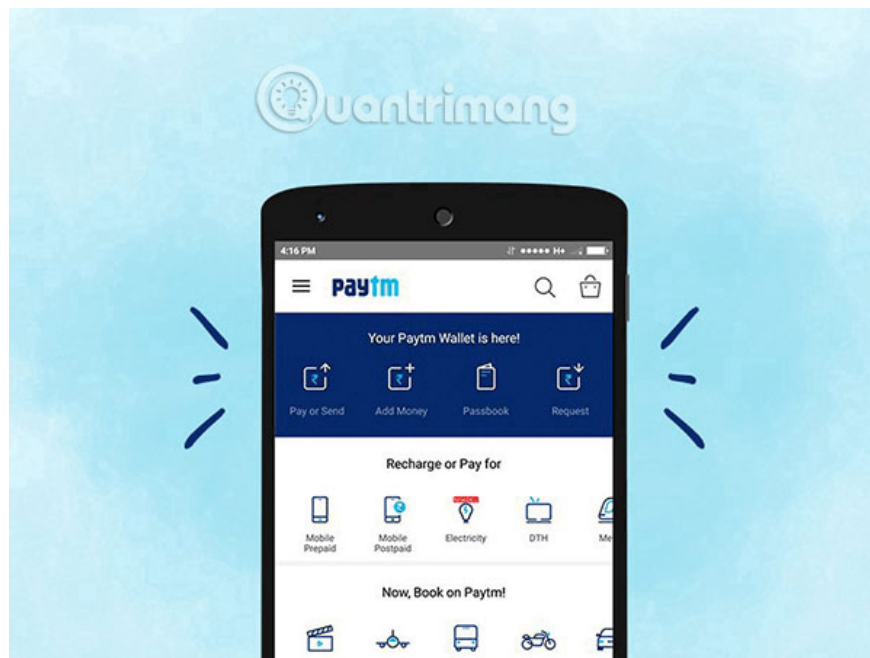 Quantrimang
4:16 PM H+
paytm
Your Paytm Wallet is here!
Pay or Send Add Money Passbook Request
Recharge or Pay for
Mobile Prepaid Mobile Postpaid Electricity DTH Me
Now, Book on Paytm!